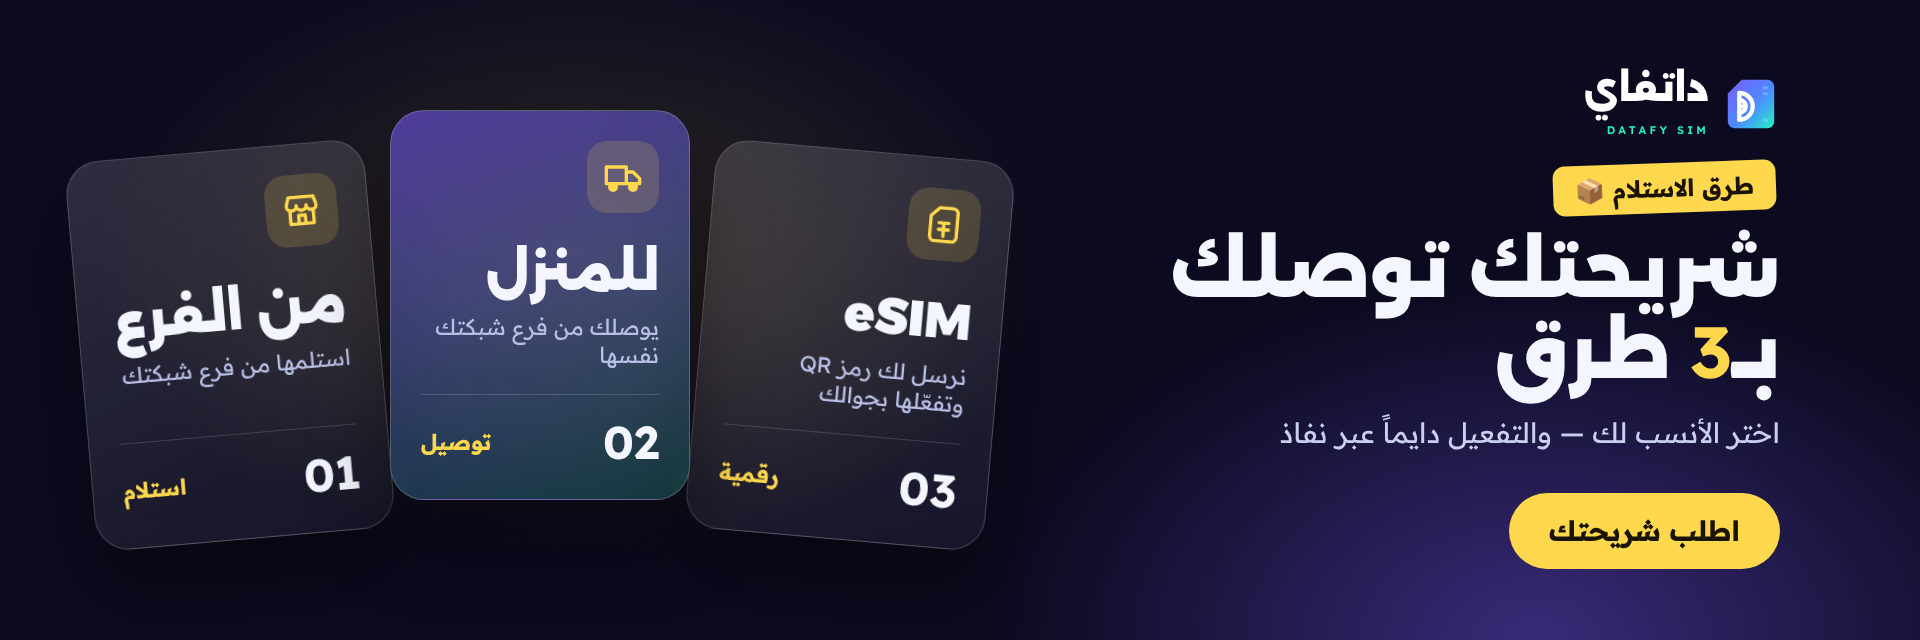 داتفاي
DATAFY SIM
طرق الاستلام 📦
شريحتك توصلك
بـ3 طرق
اختر الأنسب لك — والتفعيل دايماً عبر نفاذ
اطلب شريحتك
eSIM
نرسل لك رمز QR
وتفعّلها بجوالك
03
رقمية
للمنزل
يوصلك من فرع شبكتك
نفسها
02
توصيل
من الفرع
استلمها من فرع شبكتك
01
استلام